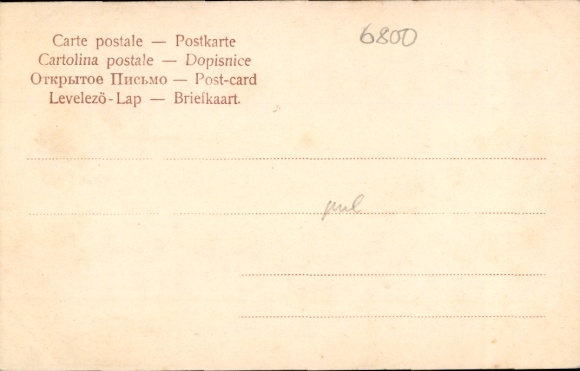 6800
Carte postale — Postkarte
Cartolina postale — Dopisnice
Открытое Письмо — Post-card
Levelezö-Lap — Briefkaart.